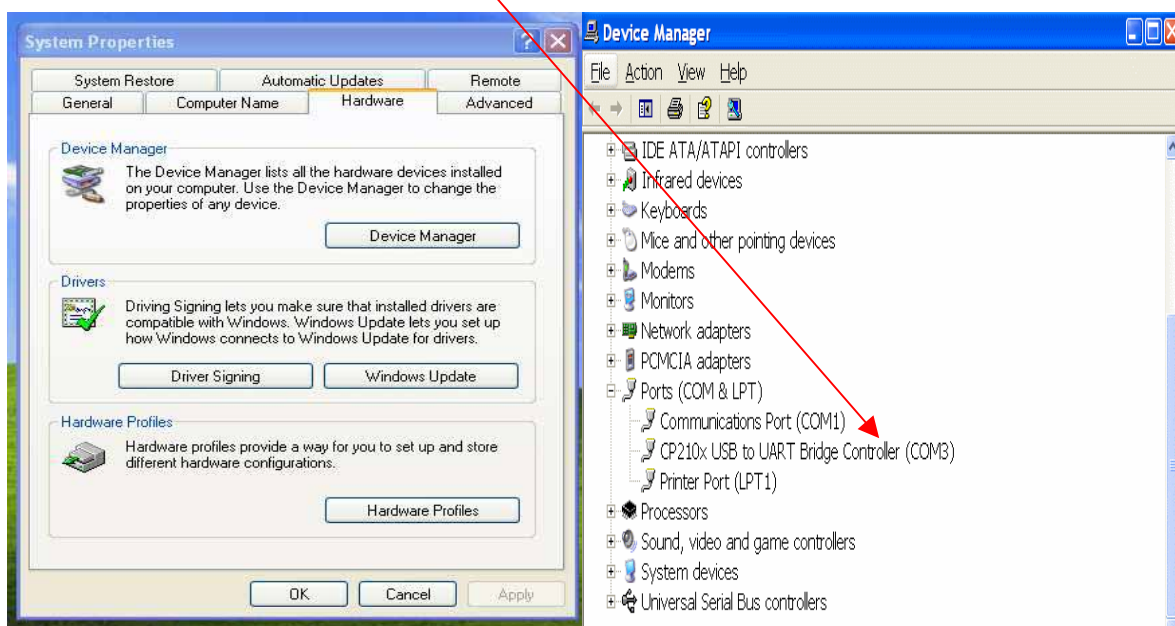 System Properties
System Restore Automatic Updates Remote
General Computer Name Hardware Advanced
Device Manager
The Device Manager lists all the hardware devices installed
on your computer. Use the Device Manager to change the
properties of any device.
Device Manager
Drivers
Driving Signing lets you make sure that installed drivers are
compatible with Windows. Windows Update lets you set up
how Windows connects to Windows Update for drivers.
Driver Signing Windows Update
Hardware Profiles
Hardware profiles provide a way for you to set up and store
different hardware configurations.
Hardware Profiles
OK Cancel Apply
Device Manager
File Action View Help
IDE ATA/ATAPI controllers
Infrared devices
Keyboards
Mice and other pointing devices
Modems
Monitors
Network adapters
PCMCIA adapters
Ports (COM & LPT)
Communications Port (COM1)
CP210x USB to UART Bridge Controller (COM3)
Printer Port (LPT1)
Processors
Sound, video and game controllers
System devices
Universal Serial Bus controllers